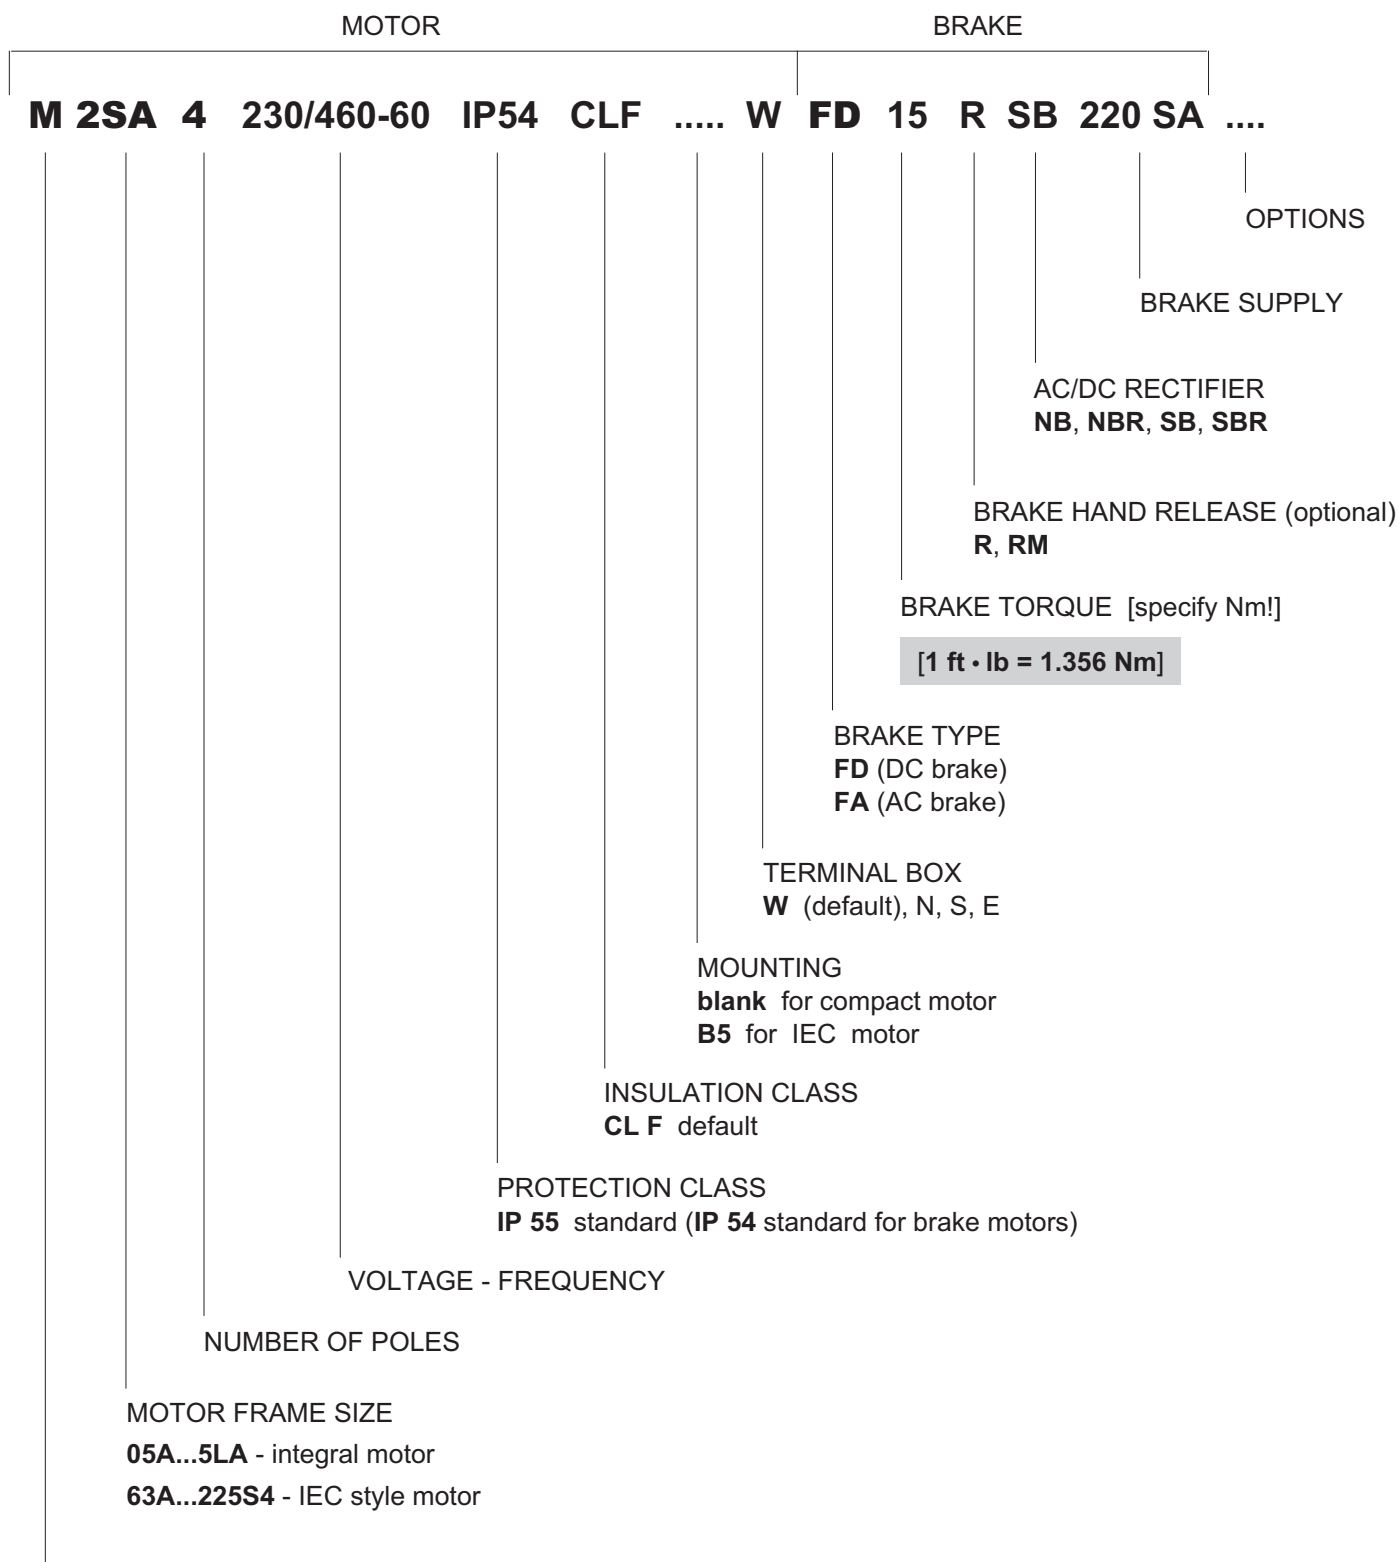 MOTOR BRAKE
M 2SA 4 230/460-60 IP54 CLF ..... W FD 15 R SB 220 SA ....
OPTIONS
BRAKE SUPPLY
AC/DC RECTIFIER
NB, NBR, SB, SBR
BRAKE HAND RELEASE (optional)
R, RM
BRAKE TORQUE [specify Nm!]
[1 ft • lb = 1.356 Nm]
BRAKE TYPE
FD (DC brake)
FA (AC brake)
TERMINAL BOX
W (default), N, S, E
MOUNTING
blank for compact motor
B5 for IEC motor
INSULATION CLASS
CL F default
PROTECTION CLASS
IP 55 standard (IP 54 standard for brake motors)
VOLTAGE - FREQUENCY
NUMBER OF POLES
MOTOR FRAME SIZE
05A...5LA - integral motor
63A...225S4 - IEC style motor